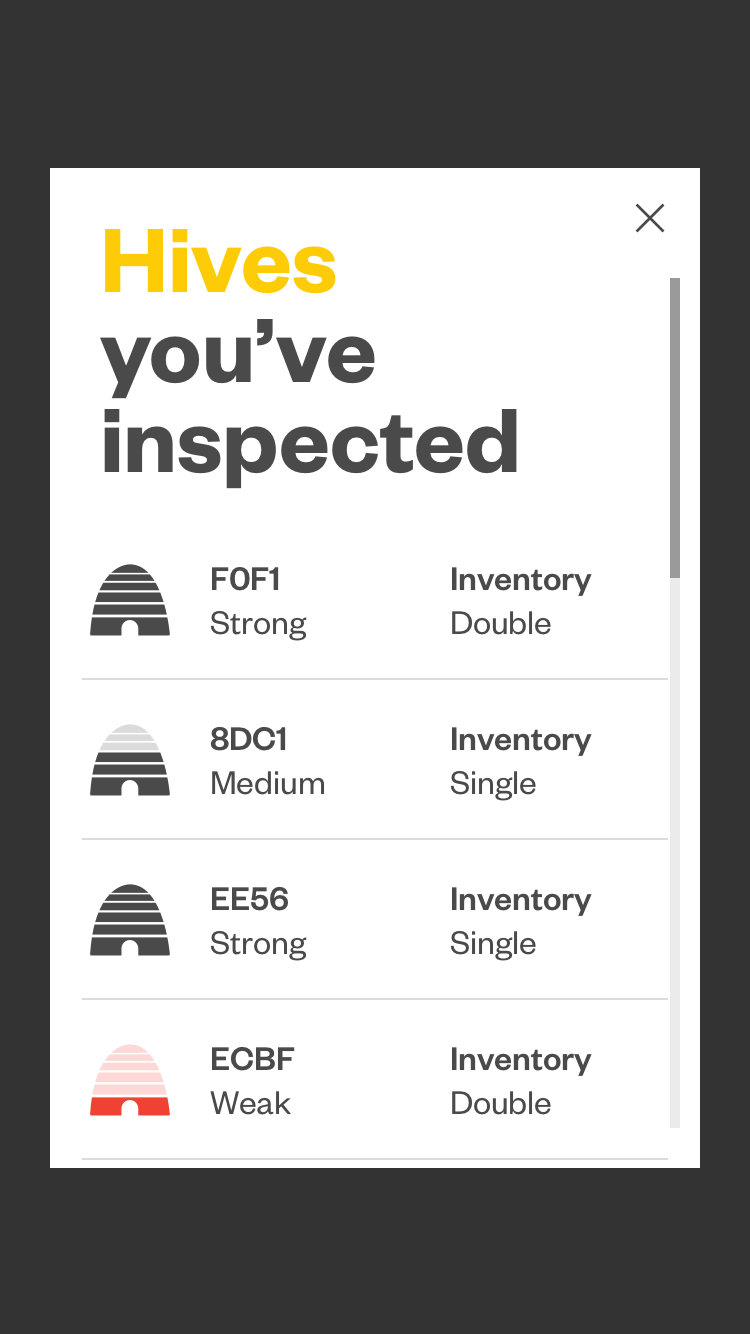 Hives
you’ve
inspected
F0F1 Inventory
Strong Double
8DC1 Inventory
Medium Single
EE56 Inventory
Strong Single
ECBF Inventory
Weak Double